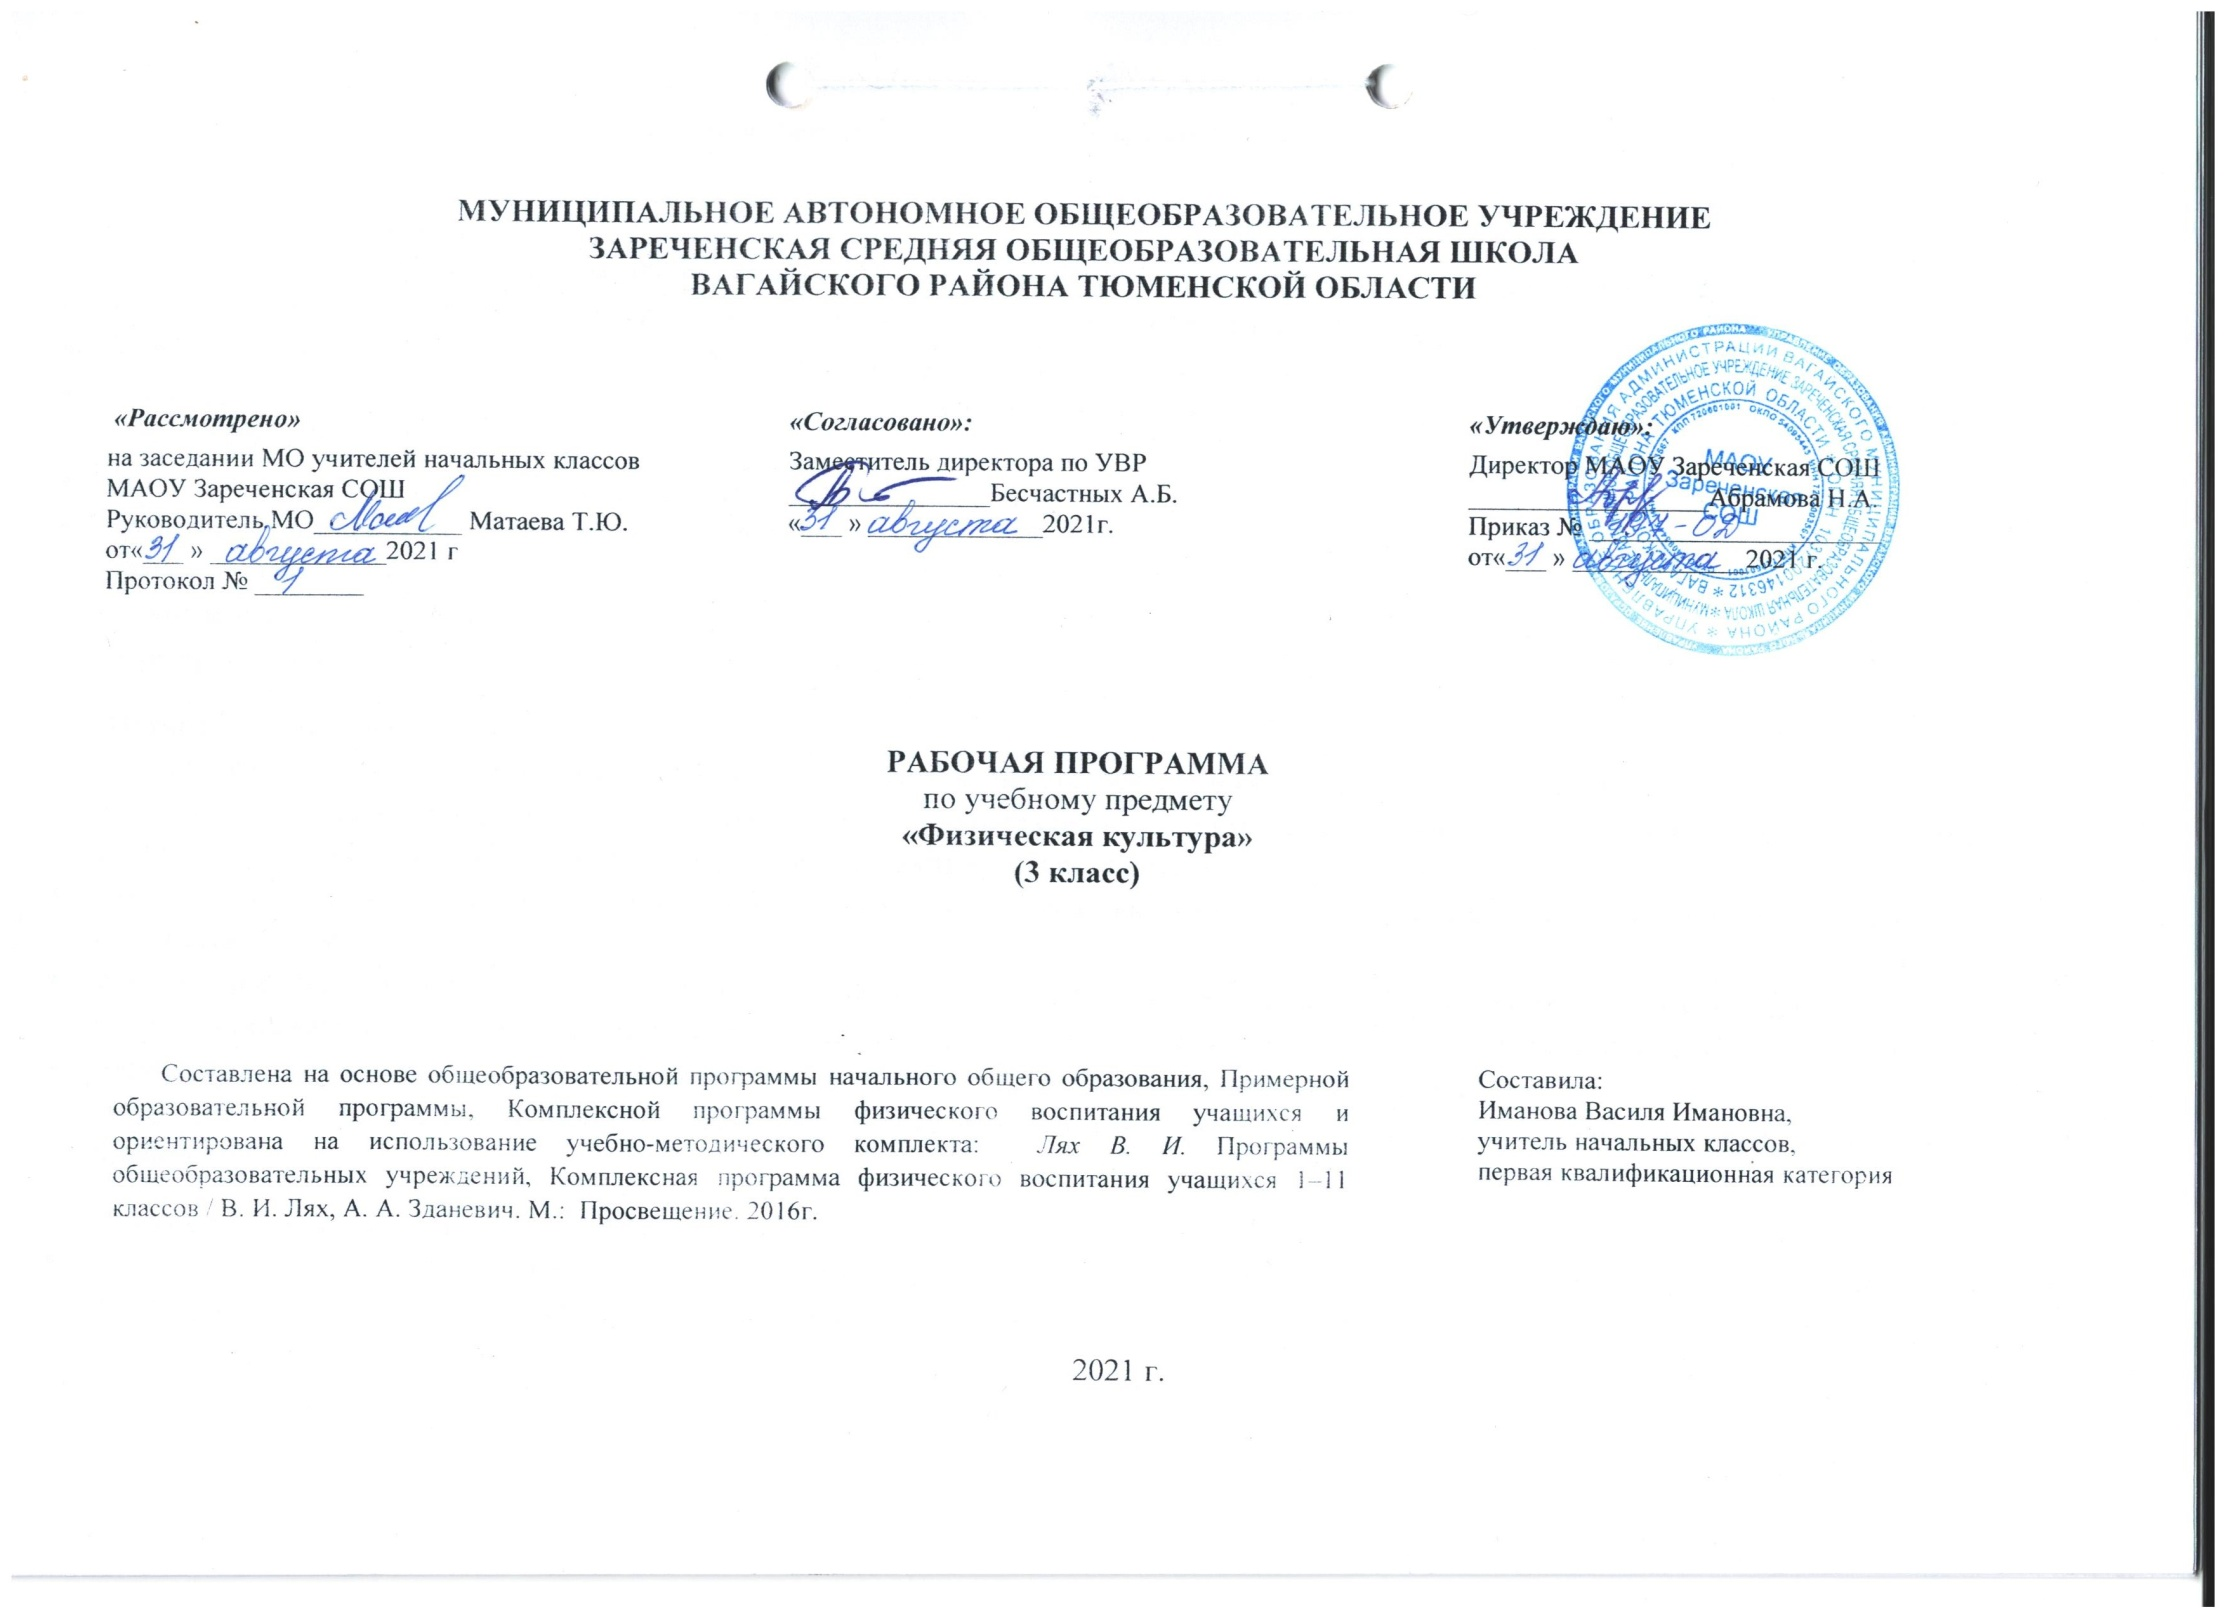 МУНИЦИПАЛЬНОЕ АВТОНОМНОЕ ОБЩЕОБРАЗОВАТЕЛЬНОЕ УЧРЕЖДЕНИЕ
ЗАРЕЧЕНСКАЯ СРЕДНЯЯ ОБЩЕОБРАЗОВАТЕЛЬНАЯ ШКОЛА
ВАГАЙСКОГО РАЙОНА ТЮМЕНСКОЙ ОБЛАСТИ
«Рассмотрено»
на заседании МО учителей начальных классов
МАОУ Зареченская СОШ
Руководитель МО Матаева Т.Ю.
от«31 » августа 2021 г
Протокол № 1
«Согласовано»:
Заместитель директора по УВР
Бесчастных А.Б.
«31 » августа 2021г.
«Утверждаю»:
Директор МАОУ Зареченская СОШ
Абрамова Н.А.
Приказ №
от«31 » августа 2021 г.
МАОУ
Зареченская
СОШ
РАБОЧАЯ ПРОГРАММА
по учебному предмету
«Физическая культура»
(3 класс)
Составлена на основе общеобразовательной программы начального общего образования, Примерной
образовательной программы, Комплексной программы физического воспитания учащихся и
ориентирована на использование учебно-методического комплекта: Лях В. И. Программы
общеобразовательных учреждений, Комплексная программа физического воспитания учащихся 1–11
классов / В. И. Лях, А. А. Зданевич. М.: Просвещение. 2016г.
Составила:
Иманова Василя Имановна,
учитель начальных классов,
первая квалификационная категория
2021 г.